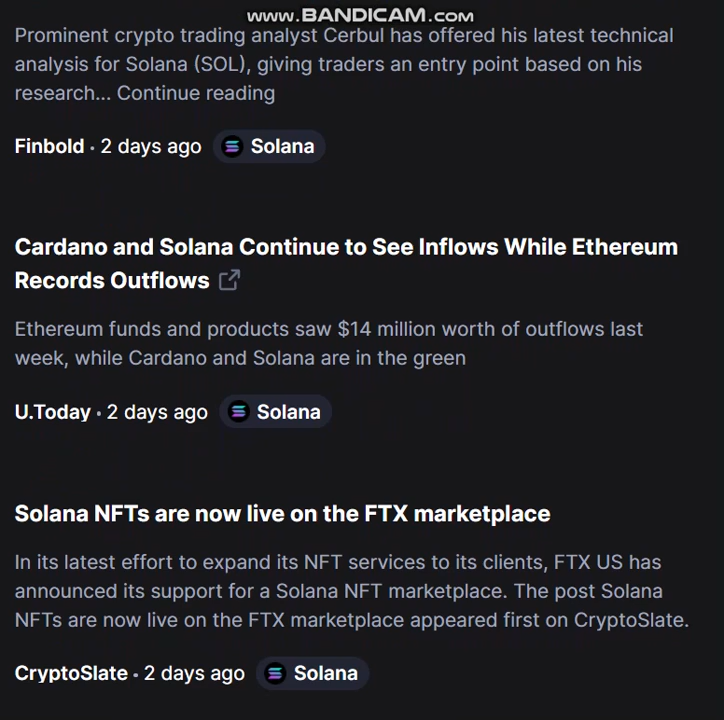 www.BANDICAM.com
Prominent crypto trading analyst Cerbul has offered his latest technical
analysis for Solana (SOL), giving traders an entry point based on his
research... Continue reading
Finbold • 2 days ago Solana
Cardano and Solana Continue to See Inflows While Ethereum
Records Outflows
Ethereum funds and products saw $14 million worth of outflows last
week, while Cardano and Solana are in the green
U.Today • 2 days ago Solana
Solana NFTs are now live on the FTX marketplace
In its latest effort to expand its NFT services to its clients, FTX US has
announced its support for a Solana NFT marketplace. The post Solana
NFTs are now live on the FTX marketplace appeared first on CryptoSlate.
CryptoSlate • 2 days ago Solana